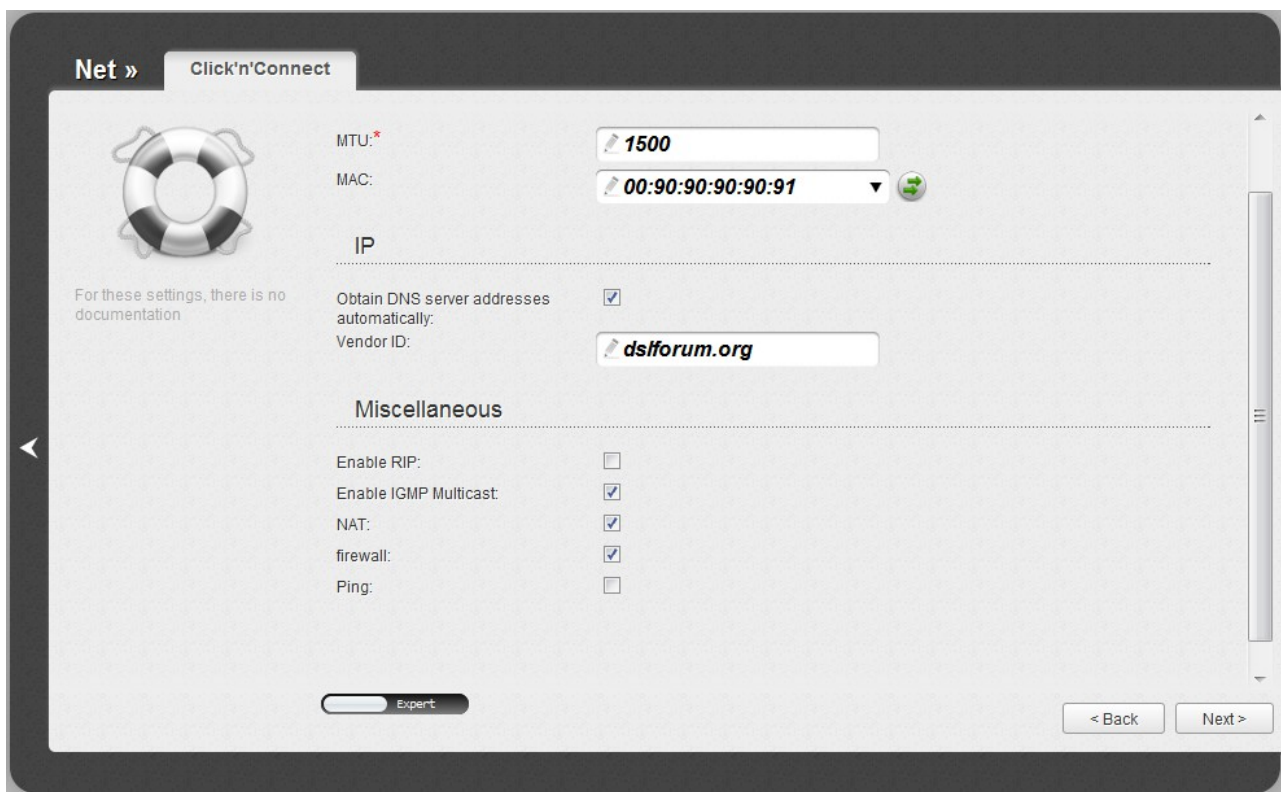 Net »
Click'n'Connect
For these settings, there is no
documentation
MTU:*
1500
MAC:
00:90:90:90:90:91
IP
Obtain DNS server addresses
automatically:
Vendor ID:
dslforum.org
Miscellaneous
Enable RIP:
Enable IGMP Multicast:
NAT:
firewall:
Ping:
Expert
< Back
Next >